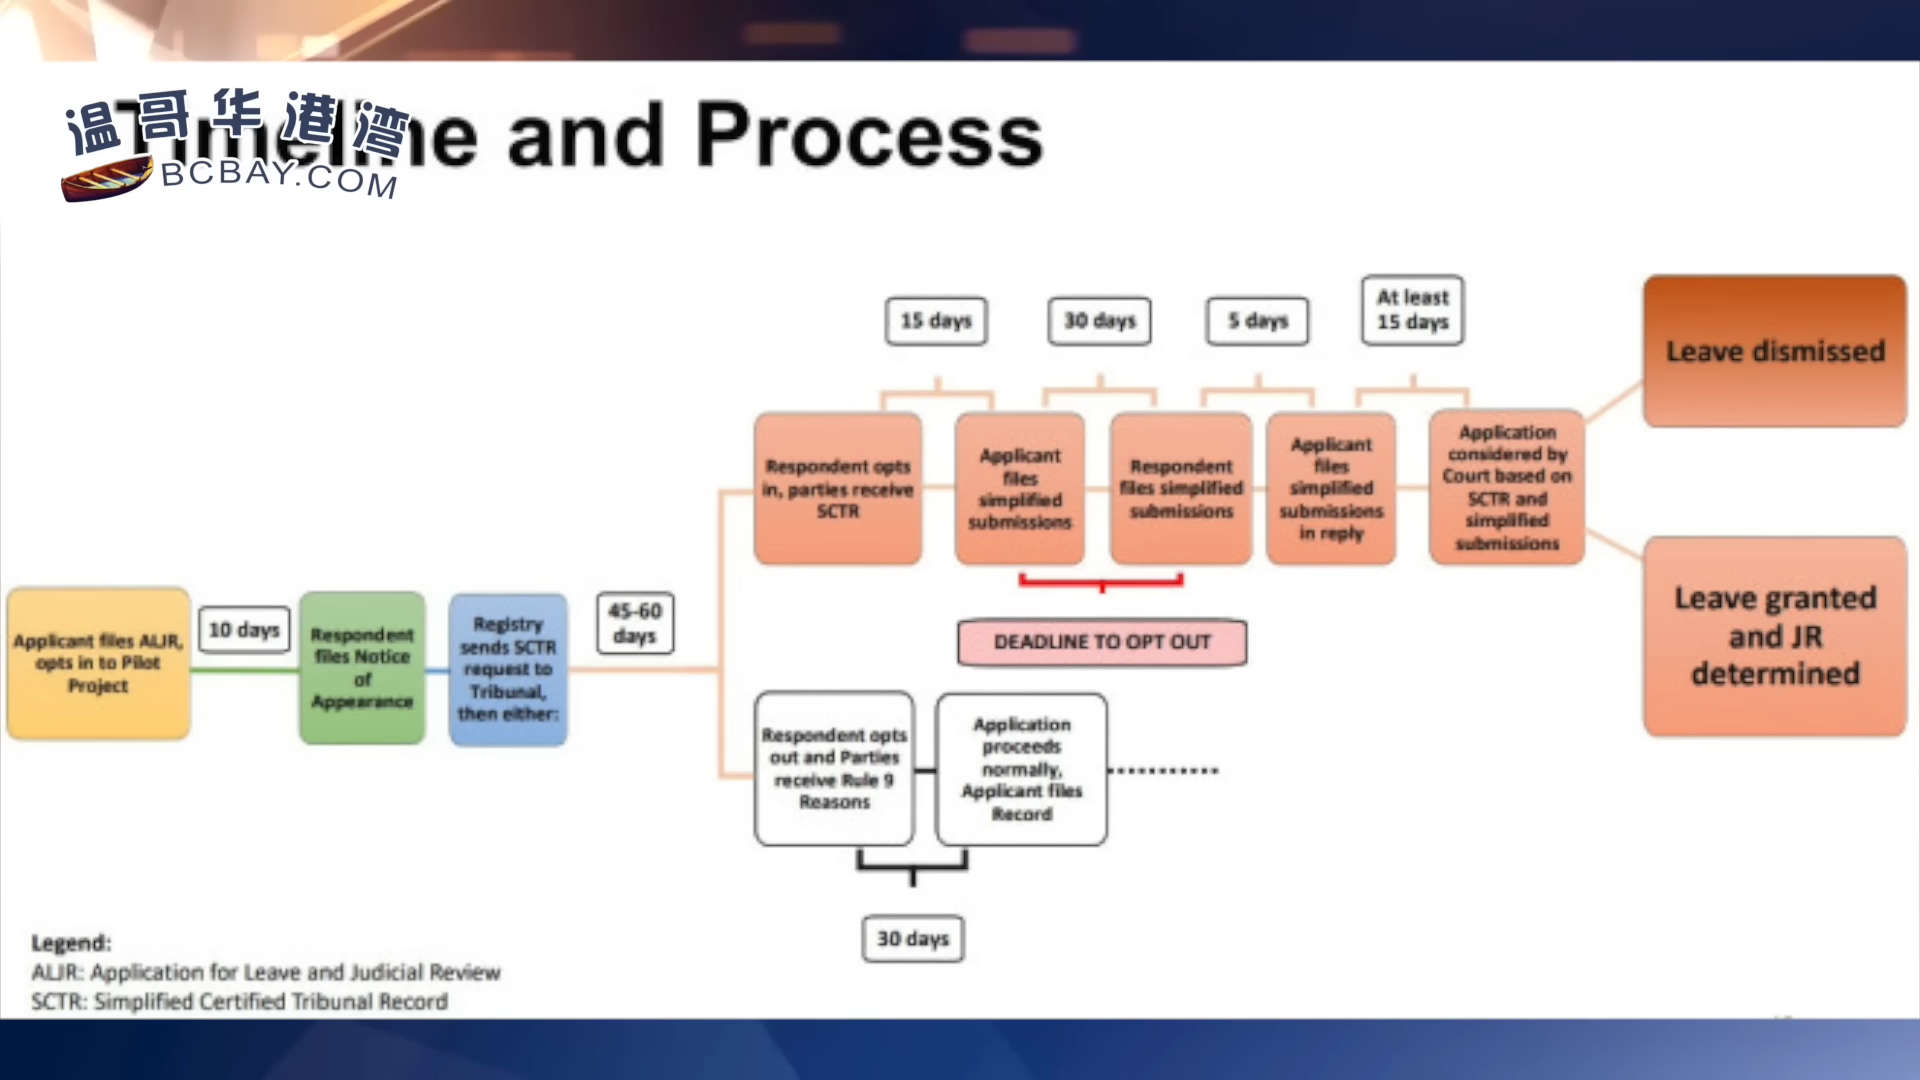 温哥华港湾
BCBAY.COM
Timeline and Process
15 days
30 days
5 days
At least
15 days
Leave dismissed
Respondent opts
in, parties receive
SCTR
Applicant
files
simplified
submissions
Respondent
files simplified
submissions
Applicant
files
simplified
submissions
in reply
Application
considered by
Court based on
SCTR and
simplified
submissions
Leave granted
and JR
determined
DEADLINE TO OPT OUT
Applicant files ALJR,
opts in to Pilot
Project
10 days
Respondent
files Notice
of
Appearance
Registry
sends SCTR
request to
Tribunal,
then either:
45-60
days
Respondent opts
out and Parties
receive Rule 9
Reasons
Application
proceeds
normally,
Applicant files
Record
30 days
Legend:
ALJR: Application for Leave and Judicial Review
SCTR: Simplified Certified Tribunal Record